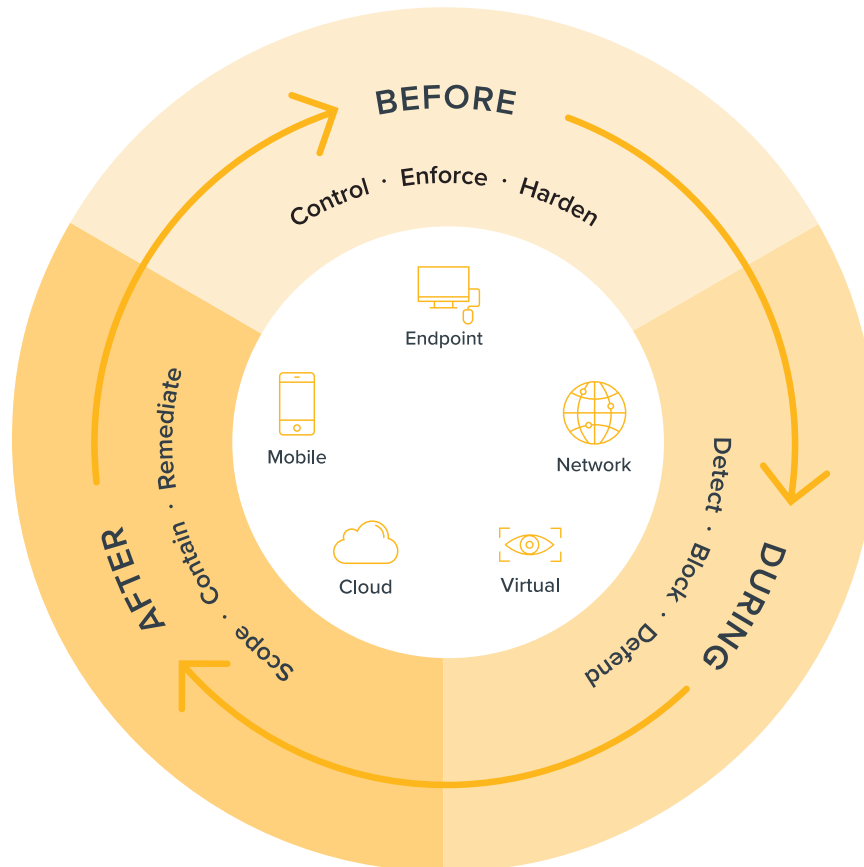 BEFORE
Control · Enforce · Harden
Endpoint
Mobile
Network
Cloud
Virtual
DURING
Detect · Block · Defend
AFTER
Scope · Contain · Remediate